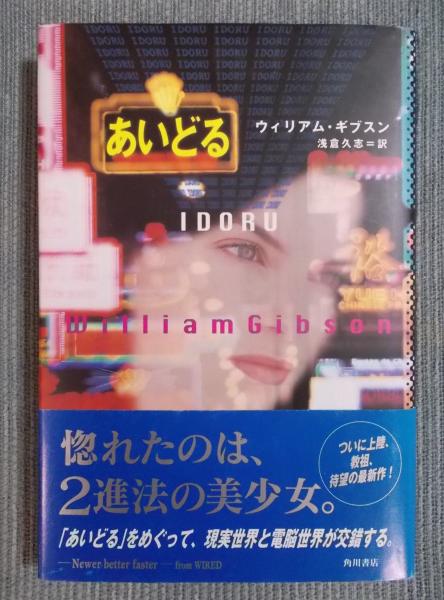 IDORU IDORU IDORU IDORU IDORU
あいどる
ウィリアム・ギブスン
浅倉久志=訳
IDORU
William Gibson
惚れたのは、
2進法の美少女。
ついに上陸、
教祖、
待望の最新作!
「あいどる」をめぐって、現実世界と電脳世界が交錯する。
—Newer better faster— from WIRED
角川書店